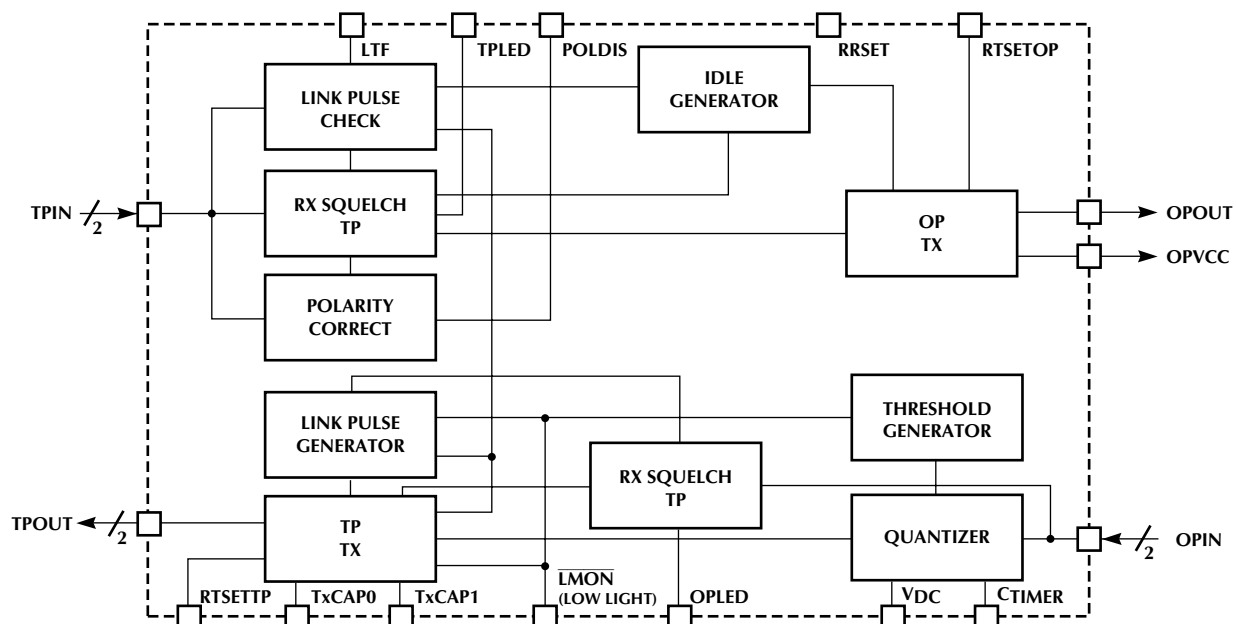 LTF
TPLED
POLDIS
RRSET
RTSETOP
LINK PULSE
CHECK
IDLE
GENERATOR
TPIN
2
RX SQUELCH
TP
OP
TX
OPOUT
OPVCC
POLARITY
CORRECT
LINK PULSE
GENERATOR
THRESHOLD
GENERATOR
RX SQUELCH
TP
TPOUT
2
TP
TX
QUANTIZER
2
OPIN
RTSETTP
TxCAP0
TxCAP1
LMON
(LOW LIGHT)
OPLED
VDC
CTIMER